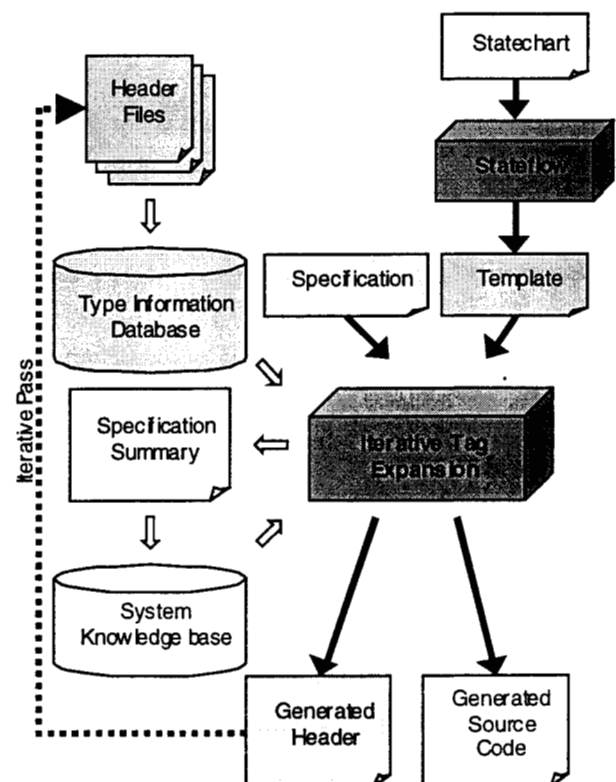 Statechart
Header
Files
Stateflow
Specification
Template
Type Information
Database
Iterative Pass
Specification
Summary
Iterative Tag
Expansion
System
Knowledge base
Generated
Header
Generated
Source
Code